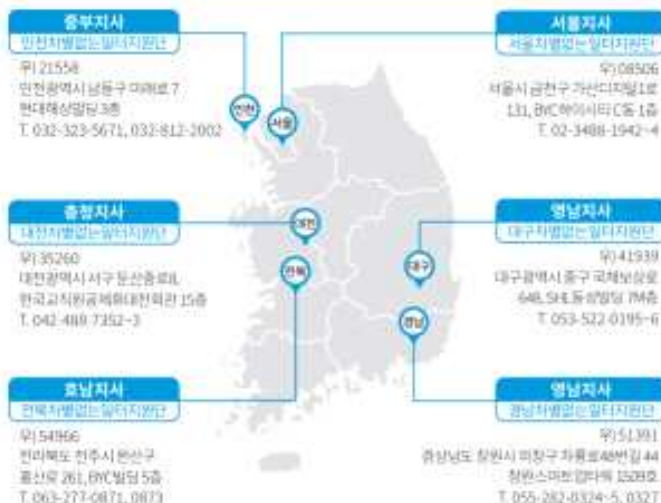 중부지사
인천차별없는일터지원단
우) 21558
인천광역시 남동구 미래로 7
현대해상빌딩 3층
T. 032-323-5671, 032-812-2002
서울지사
서울차별없는일터지원단
우) 08506
서울시 금천구 가산디지털1로
131, BYC하이시티 C동 1층
T. 02-3488-1942~4
인천
서울
충청지사
대전차별없는일터지원단
우) 35260
대전광역시 서구 둔산중로
한국교직원공제회대전회관 15층
T. 042-488-7352~3
대전
전북
영남지사
대구차별없는일터지원단
우) 41939
대구광역시 중구 국채보상로
648, 동성빌딩
T. 053-522-0195~6
대구
경남
호남지사
전북차별없는일터지원단
우) 54966
전라북도 전주시 완산구
홍산로 261, BYC빌딩 5층
T. 063-277-0871, 0873
영남지사
경남차별없는일터지원단
우) 51391
경상남도 창원시 의창구 차룡로48번길 44
창원스마트업타워 1509호
T. 055-282-0324~5, 0327